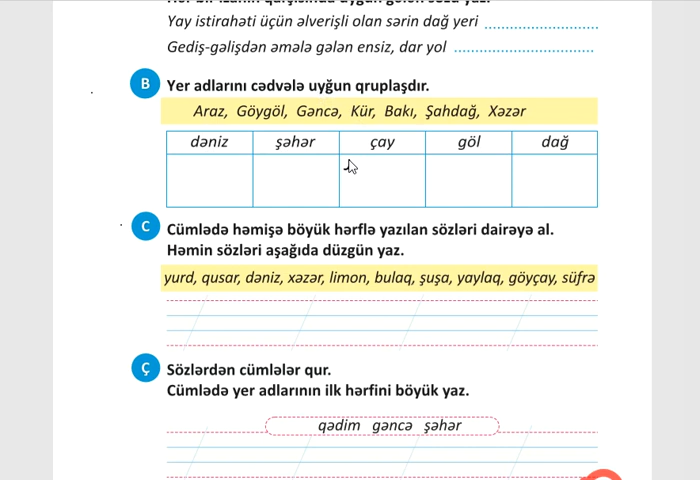 Yay istirahəti üçün əlverişli olan sərin dağ yeri ..............................
Gediş-gəlişdən əmələ gələn ensiz, dar yol ....................................
B Yer adlarını cədvələ uyğun qruplaşdır.
Araz, Göygöl, Gəncə, Kür, Bakı, Şahdağ, Xəzər
dəniz şəhər çay göl dağ
C Cümlədə həmişə böyük hərflə yazılan sözləri dairəyə al.
Həmin sözləri aşağıda düzgün yaz.
yurd, qusar, dəniz, xəzər, limon, bulaq, şuşa, yaylaq, göyçay, süfrə
Ç Sözlərdən cümlələr qur.
Cümlədə yer adlarının ilk hərfini böyük yaz.
qədim gəncə şəhər